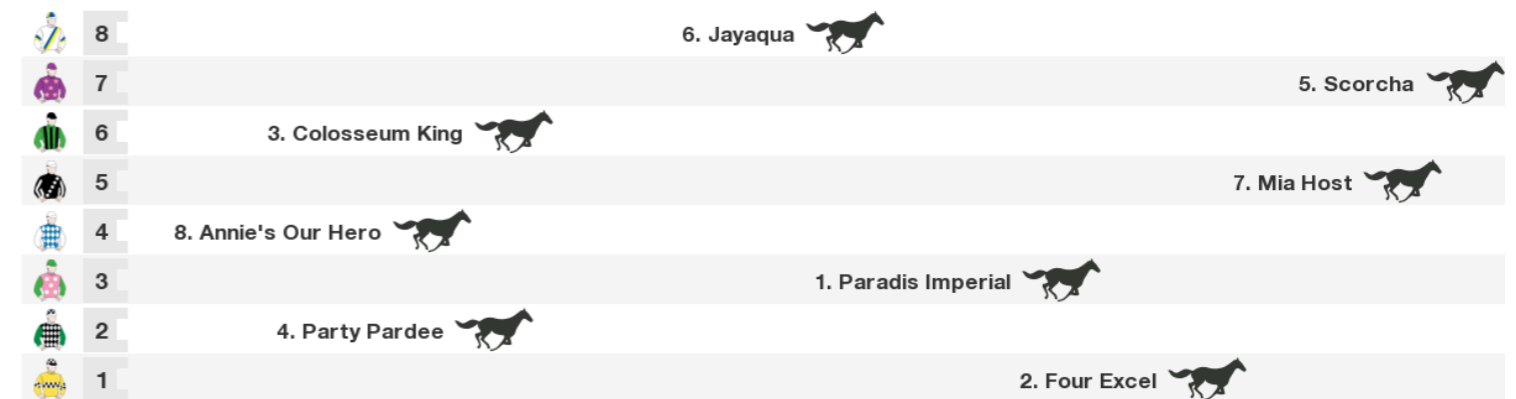 8 6. Jayaqua
7 5. Scorcha
6 3. Colosseum King
5 7. Mia Host
4 8. Annie's Our Hero
3 1. Paradis Imperial
2 4. Party Pardee
1 2. Four Excel